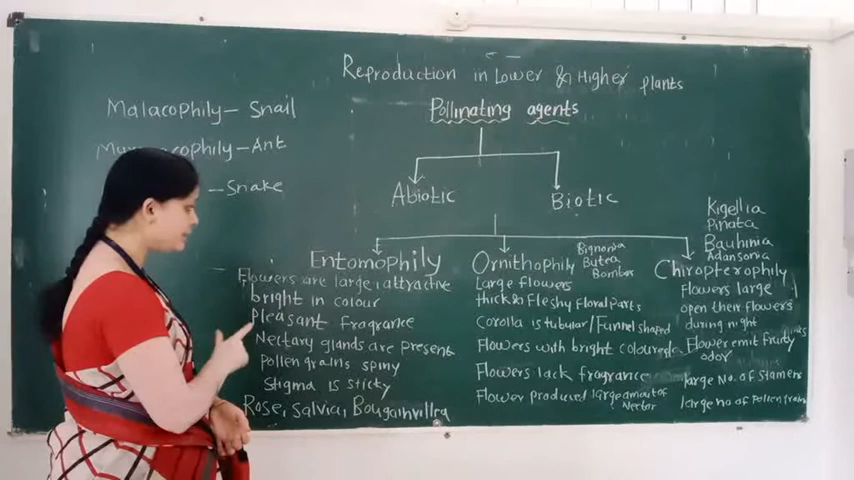 Reproduction in Lower & Higher plants
Pollinating agents
Malacophily - Snail
- Ant
- Snake
Abiotic
Biotic
Entomophily
Flowers are large, attractive
bright in colour
Pleasant fragrance
Nectary glands are present
Pollen grains spiny
Stigma is sticky
Rose, Salvia, Bougainvillea
Ornithophily
Bignonia
Butea
Bombax
Large flowers
thick & Fleshy Floral Parts
Corolla is tubular/Funnel shaped
Flowers with bright coloured
Flowers lack fragrance
Flower produced large amout of
Nectar
Kigellia
Pinata
Bauhinia
Adansonia
Chiropterophily
Flowers large
open their flowers
during night
Flower emit fruity
odor
large No. of Stamens
large no of Pollen grain